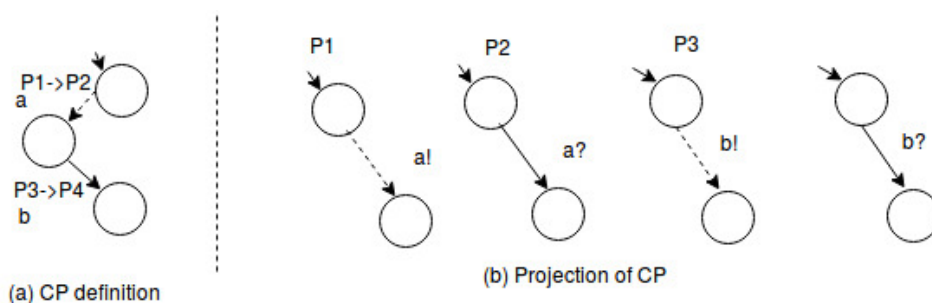 P1->P2
a
P3->P4
b
(a) CP definition
P1
P2
P3
a!
a?
b!
b?
(b) Projection of CP